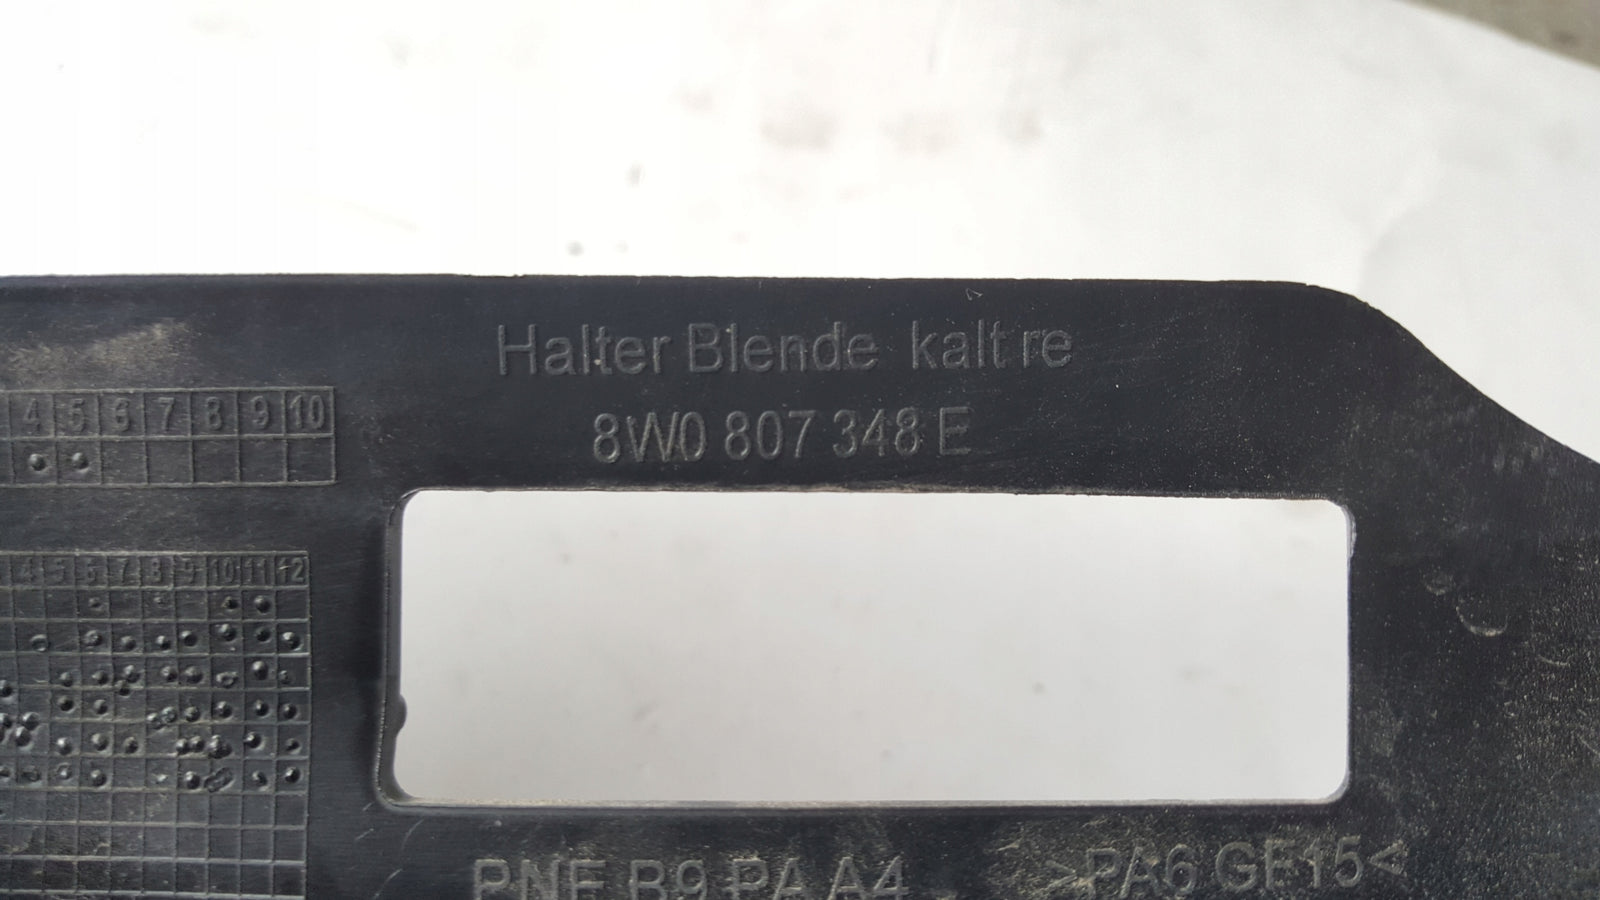 Halter Blende kalt re
8W0 807 348 E
4 5 6 7 8 9 10
4 5 6 7 8 9 10 11 12
PNF B9 PA A4
>PA6 GF15<